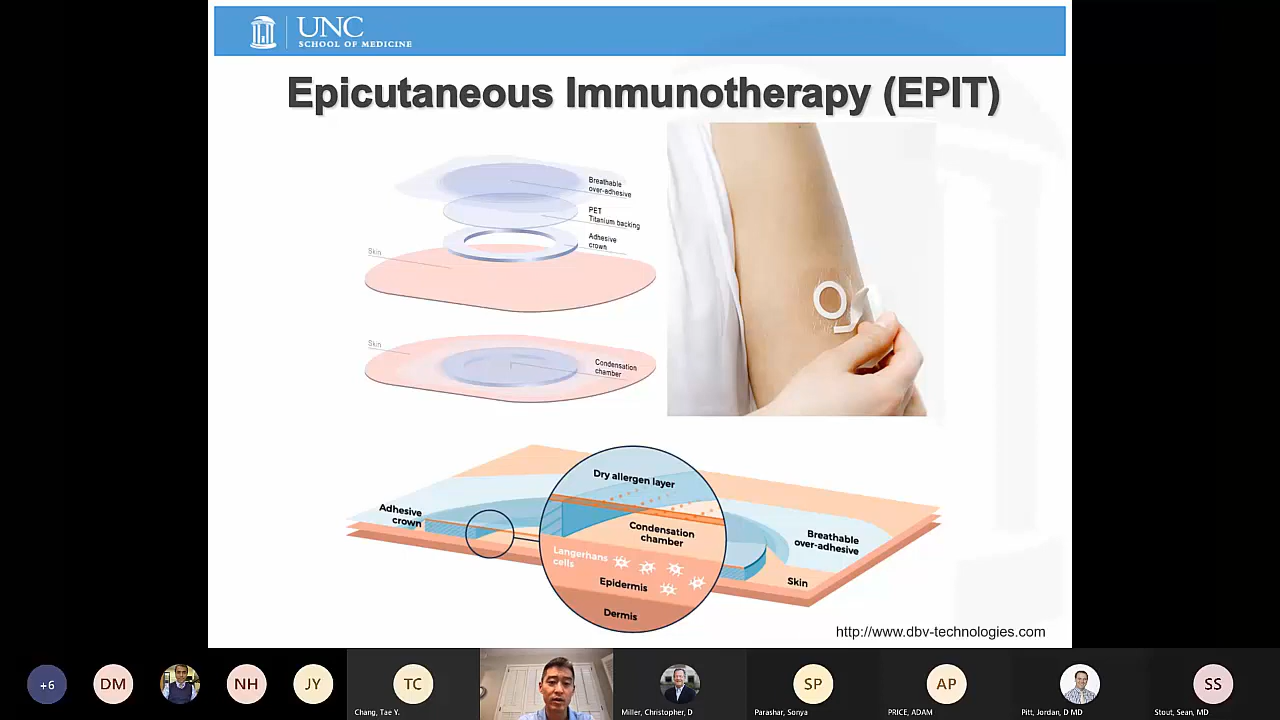 UNC
SCHOOL OF MEDICINE
Epicutaneous Immunotherapy (EPIT)
Breathable
over-adhesive
PET
Titanium backing
Adhesive
crown
Skin
Skin
Condensation
chamber
Dry allergen layer
Adhesive
crown
Condensation
chamber
Breathable
over-adhesive
Langerhans
cells
Epidermis
Skin
Dermis
http://www.dbv-technologies.com
+6
DM
NH
JY
TC
SP
AP
SS
Chang, Tae Y.
Miller, Christopher, D
Parashar, Sonya
PRICE, ADAM
Pitt, Jordan, D MD
Stout, Sean, MD